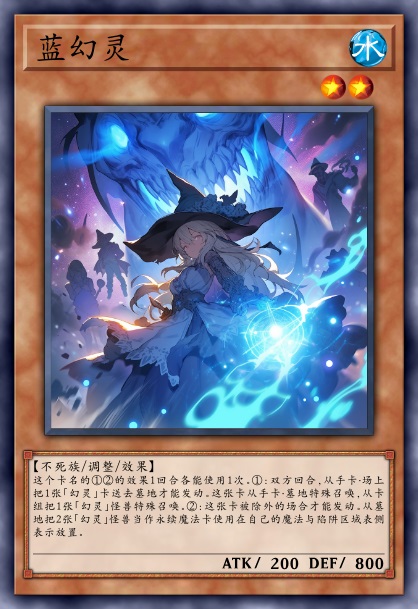 蓝幻灵
水
【不死族/调整/效果】
这个卡名的①②的效果1回合各能使用1次。①:双方回合,从手卡·场上
把1张「幻灵」卡送去墓地才能发动。这张卡从手卡·墓地特殊召唤,从卡
组把1张「幻灵」怪兽特殊召唤。②:这张卡被除外的场合才能发动。从墓
地把2张「幻灵」怪兽当作永续魔法卡使用在自己的魔法与陷阱区域表侧
表示放置。
ATK/ 200 DEF/ 800